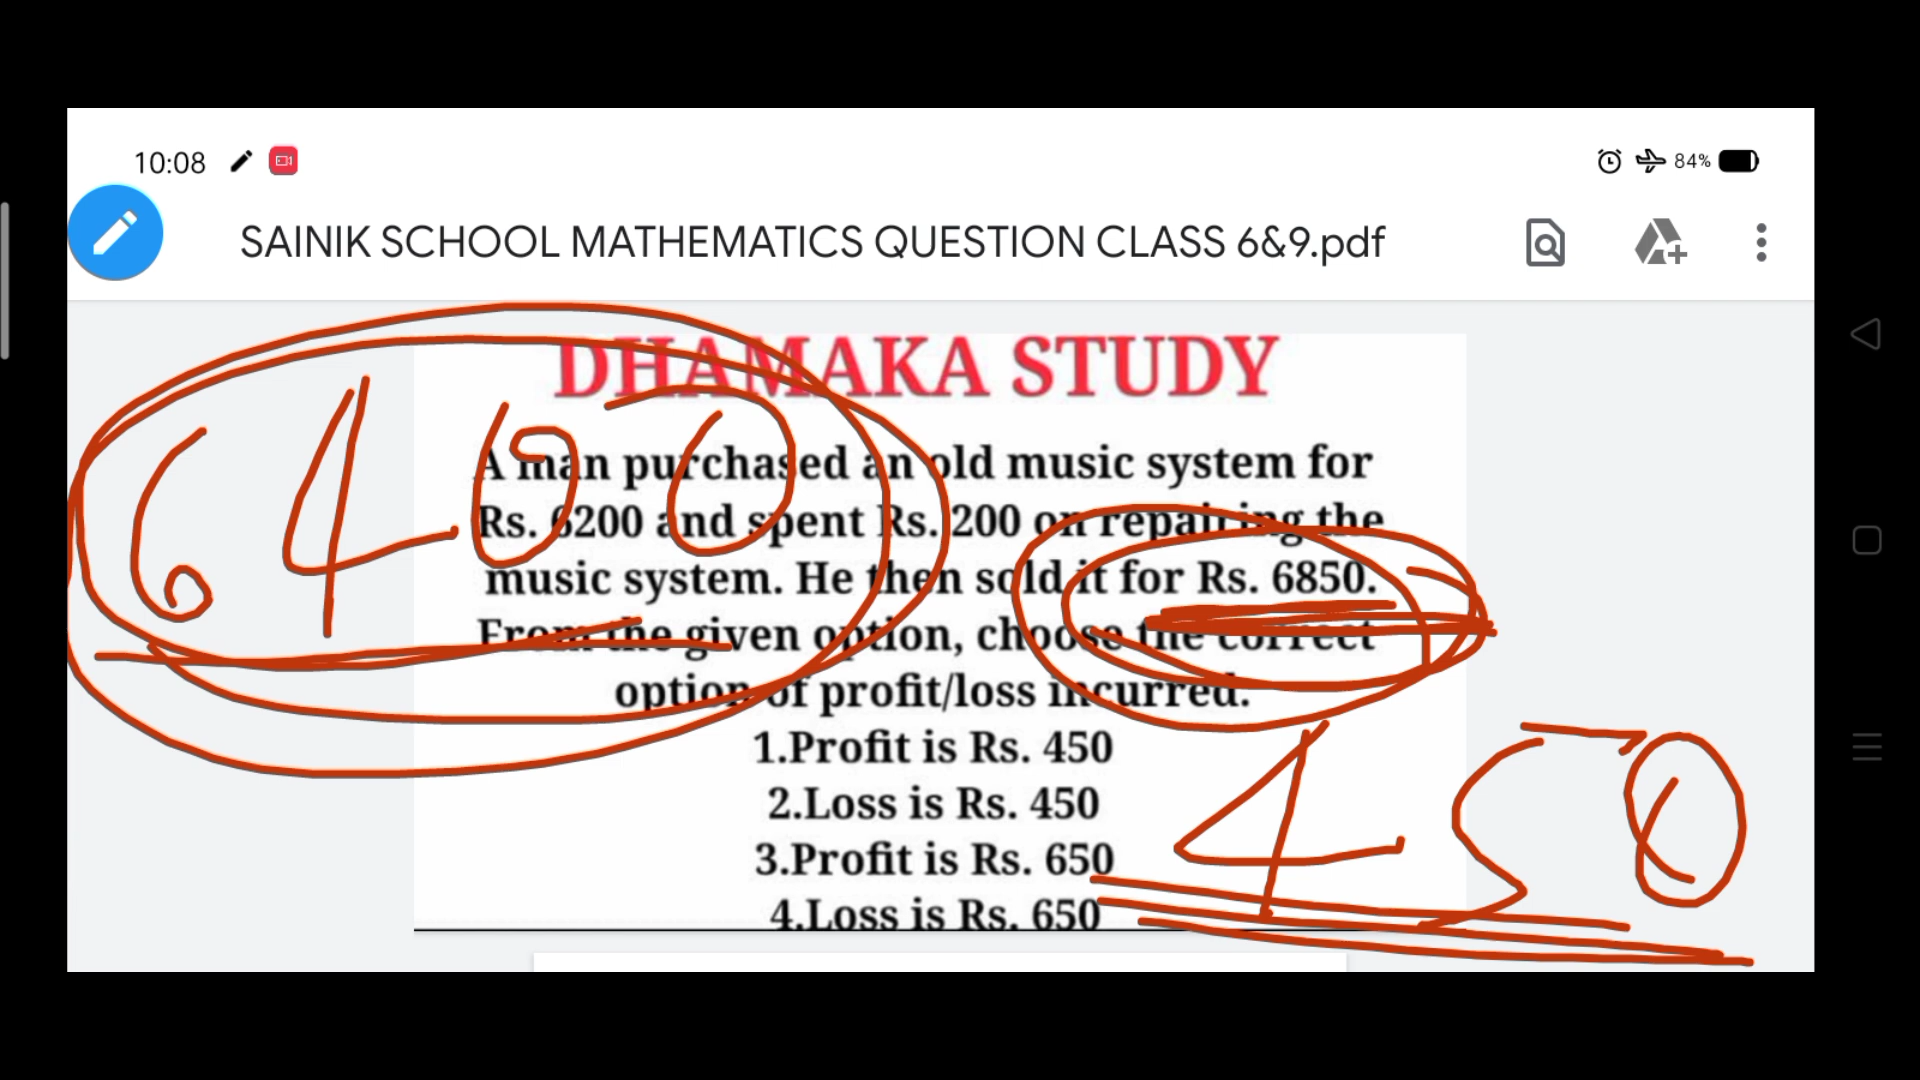 10:08
84%
SAINIK SCHOOL MATHEMATICS QUESTION CLASS 6&9.pdf
DHAMAKA STUDY
6400
A man purchased an old music system for
Rs. 6200 and spent Rs. 200 on repairing the
music system. He then sold it for Rs. 6850.
From the given option, choose the correct
option of profit/loss incurred.
1.Profit is Rs. 450
2.Loss is Rs. 450
3.Profit is Rs. 650
4.Loss is Rs. 650
450